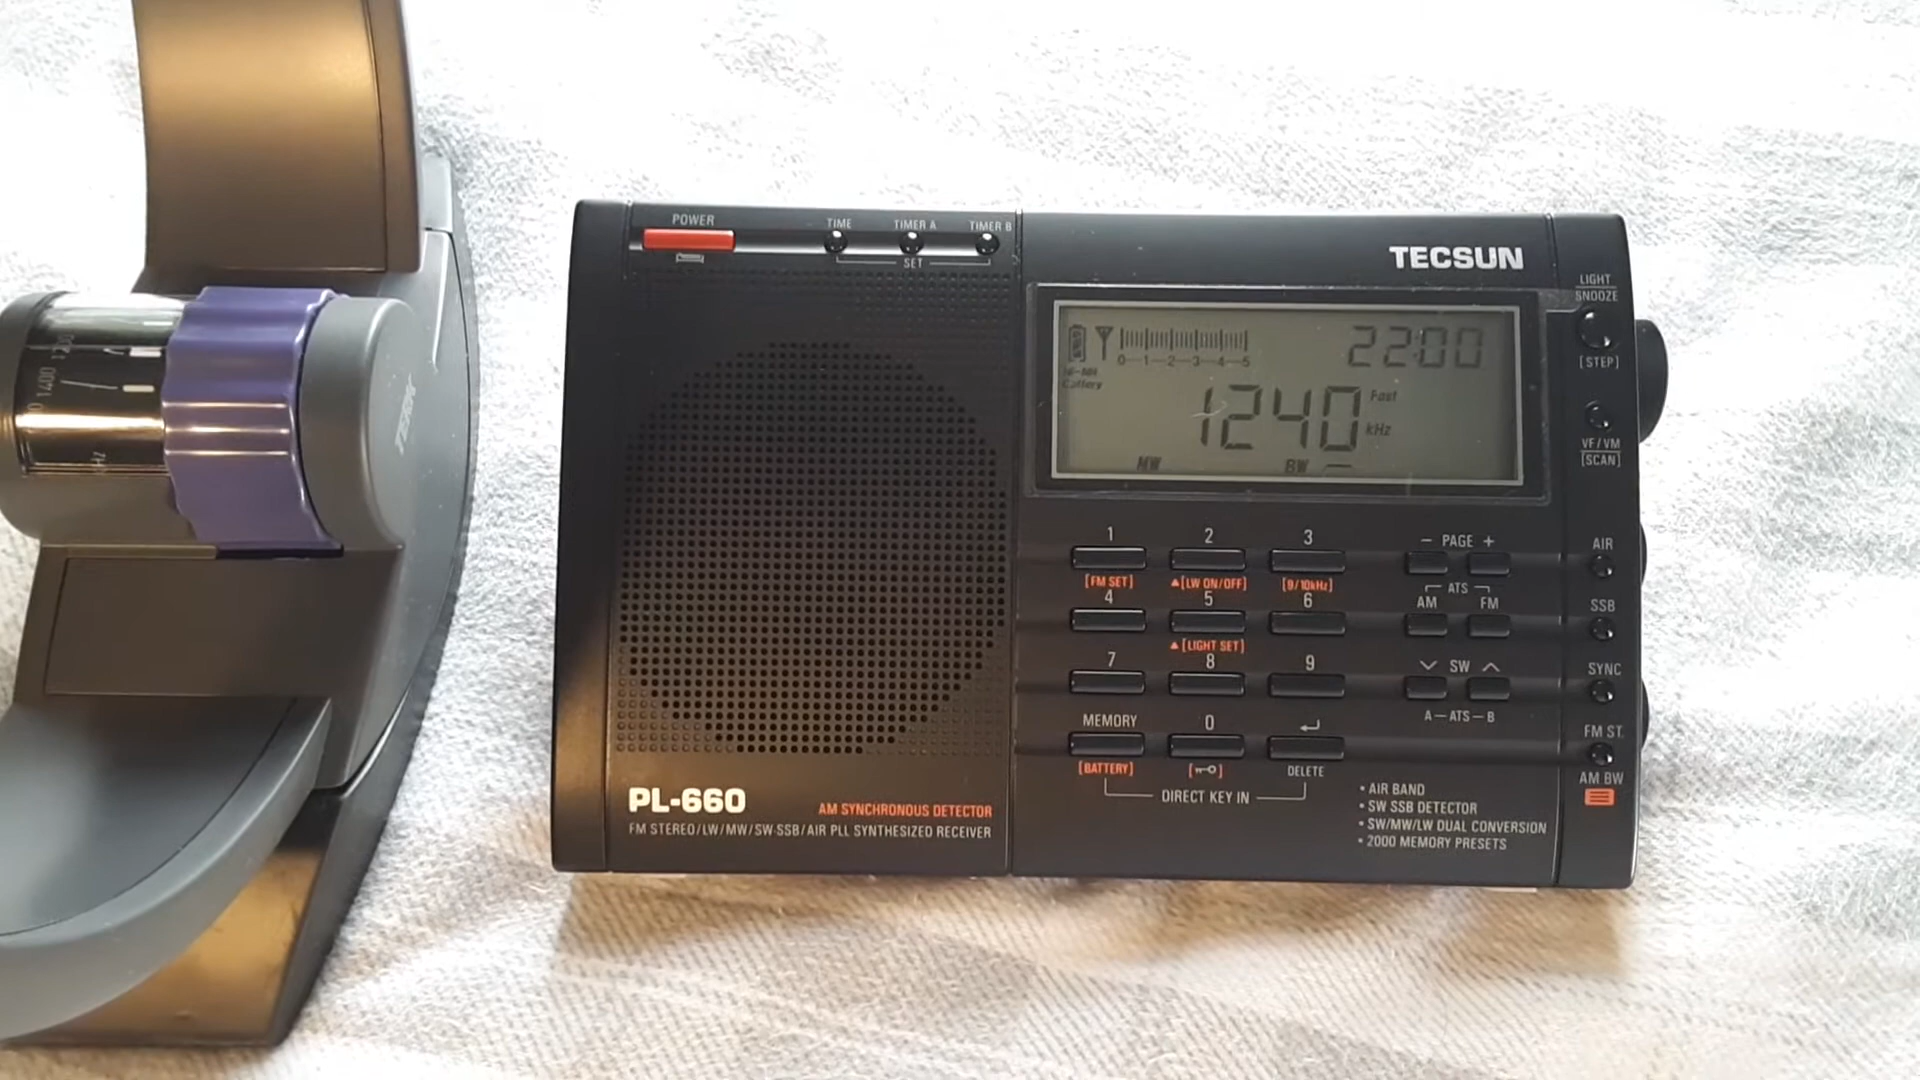 POWER
TIME
TIMER A
TIMER B
SET
TECSUN
LIGHT
SNOOZE
[STEP]
0-1-2-3-4-5
22:00
Battery
1240
Fast
kHz
MW
BW
VF/VM
[SCAN]
1
2
3
- PAGE +
AIR
[FM SET]
[LW ON/OFF]
[9/10kHz]
ATS
4
5
6
AM
FM
SSB
[LIGHT SET]
7
8
9
SW
SYNC
A-ATS-B
MEMORY
0
FM ST.
[BATTERY]
DELETE
AM BW
DIRECT KEY IN
PL-660
AM SYNCHRONOUS DETECTOR
FM STEREO/LW/MW/SW-SSB/AIR PLL SYNTHESIZED RECEIVER
• AIR BAND
• SW SSB DETECTOR
• SW/MW/LW DUAL CONVERSION
• 2000 MEMORY PRESETS
1400